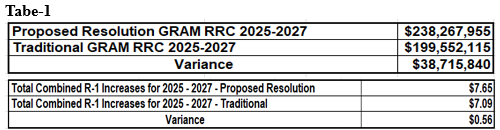 Tabe-1
Proposed Resolution GRAM RRC 2025-2027 $238,267,955
Traditional GRAM RRC 2025-2027 $199,552,115
Variance $38,715,840
Total Combined R-1 Increases for 2025 - 2027 - Proposed Resolution $7.65
Total Combined R-1 Increases for 2025 - 2027 - Traditional $7.09
Variance $0.56